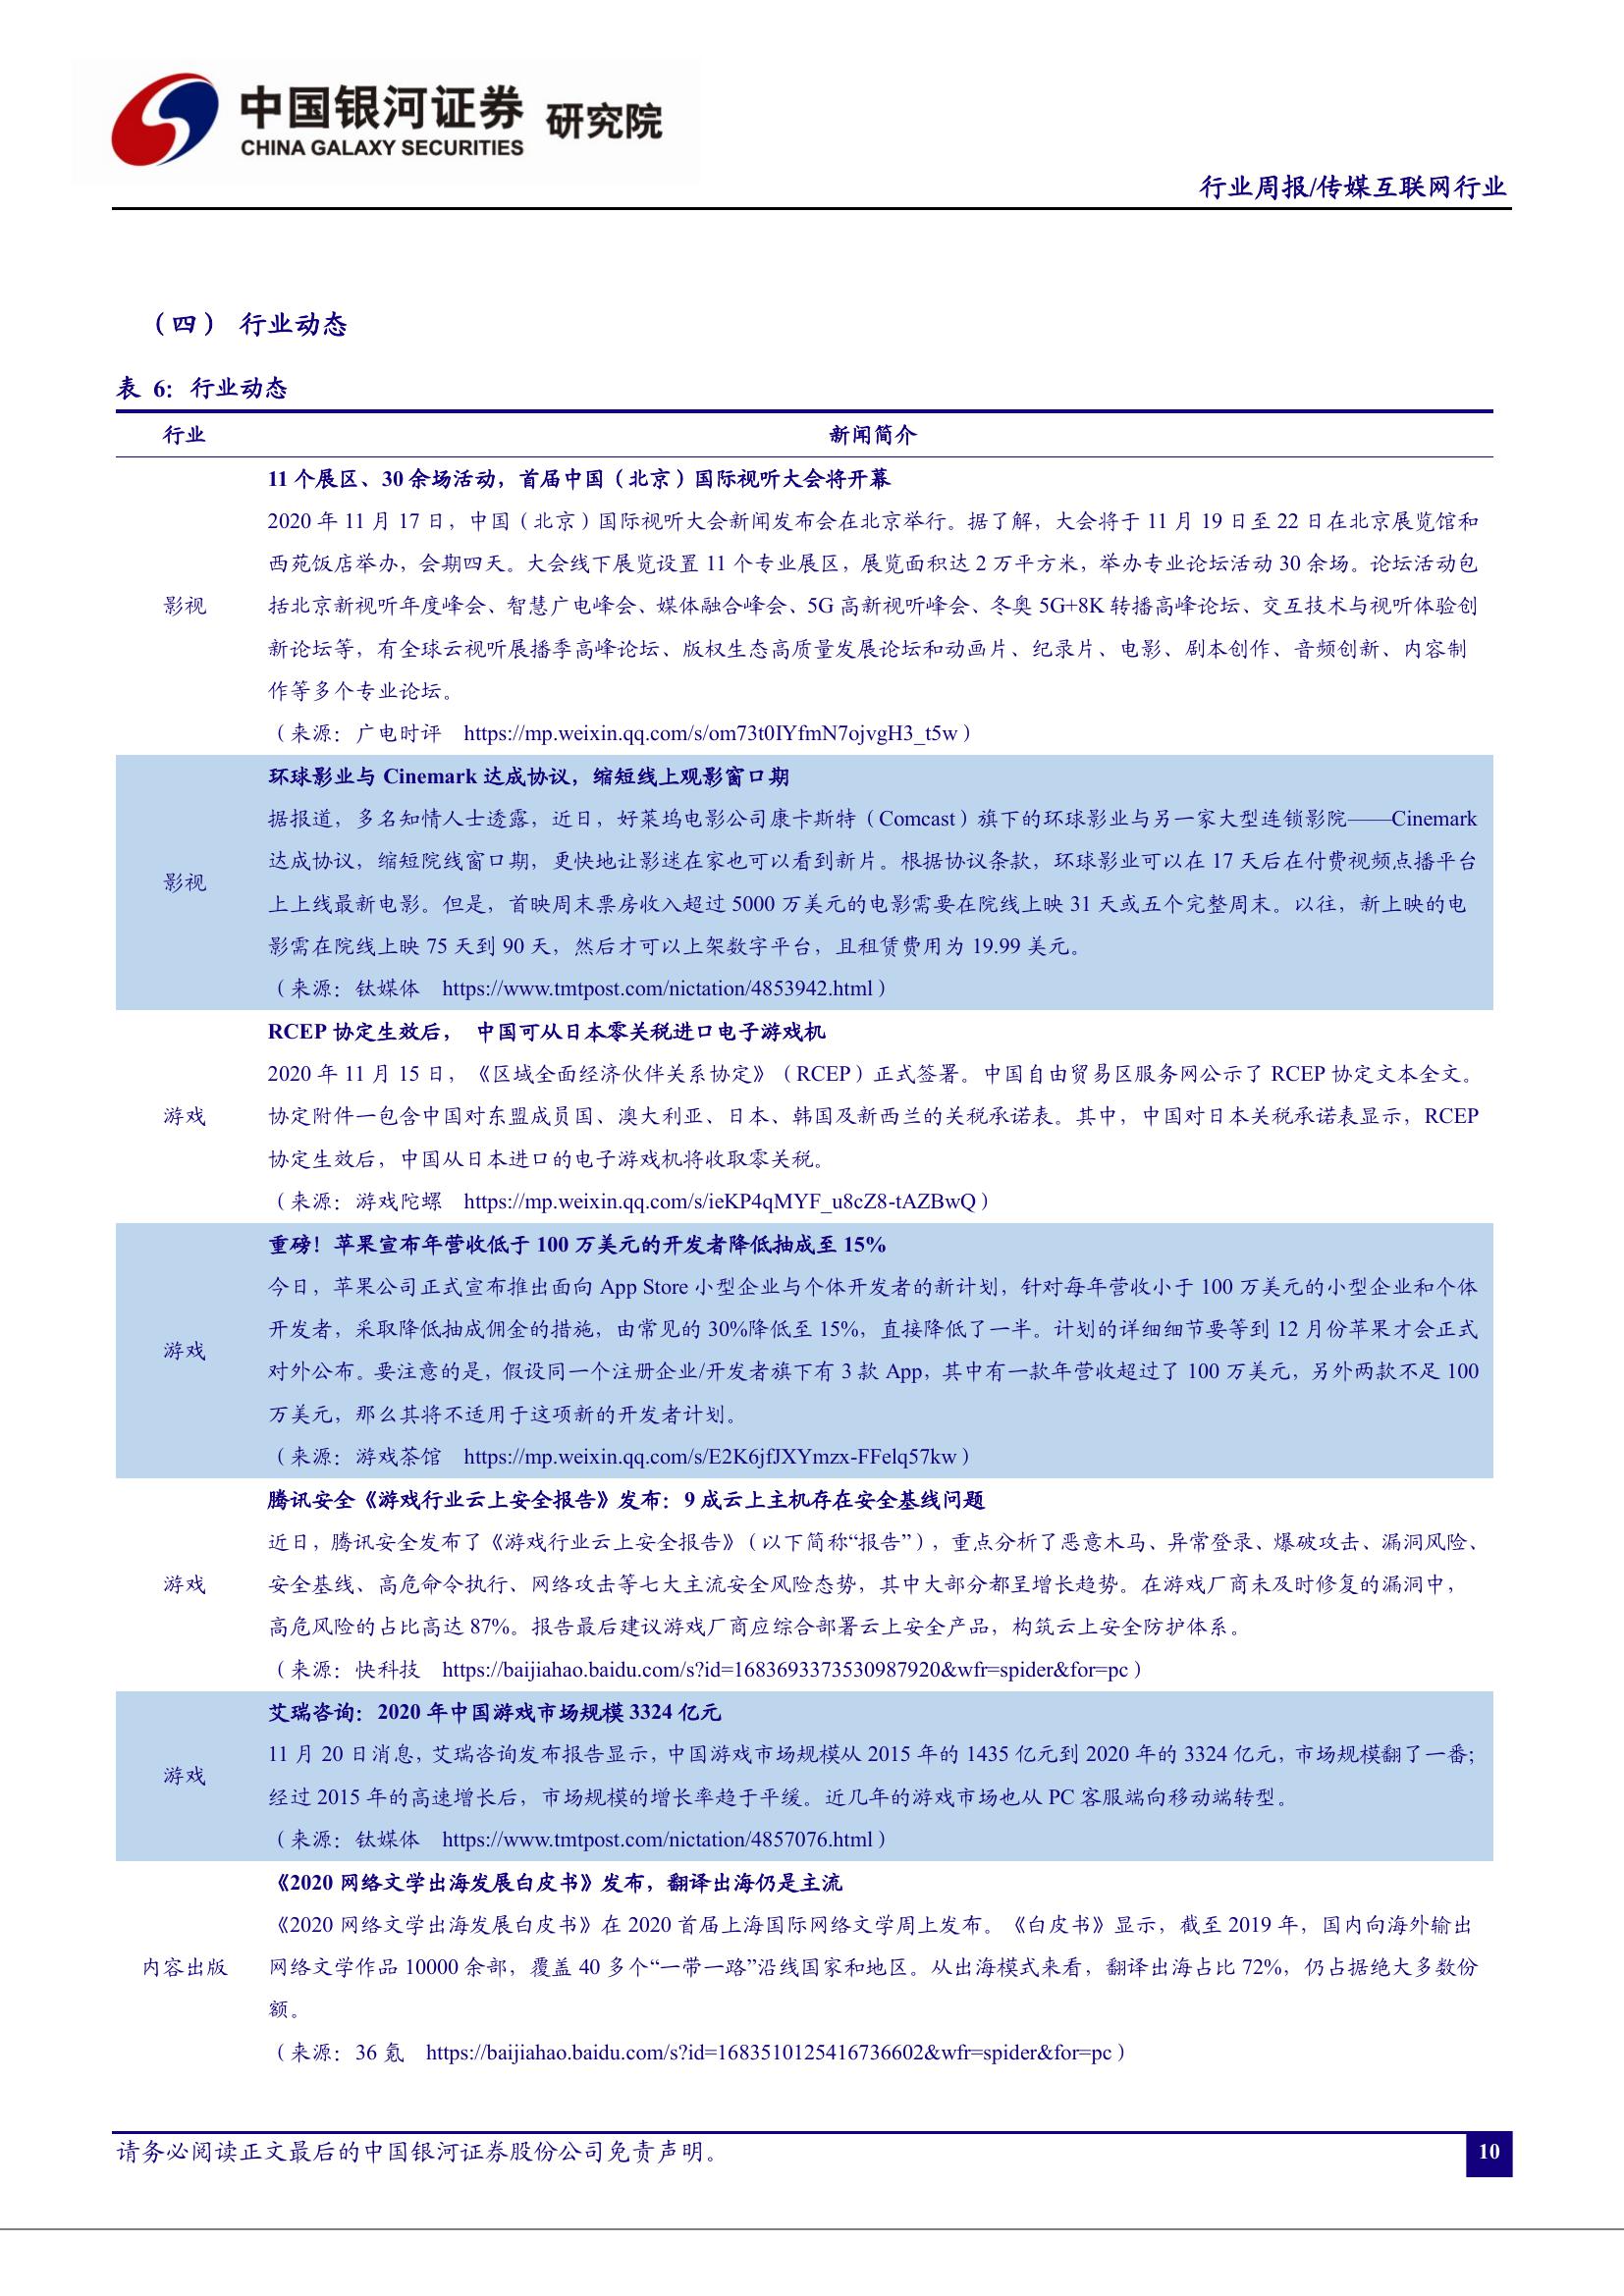 中国银河证券 研究院
CHINA GALAXY SECURITIES
行业周报/传媒互联网行业
（四） 行业动态
表 6：行业动态
行业 新闻简介
11 个展区、30 余场活动，首届中国（北京）国际视听大会将开幕
2020 年 11 月 17 日，中国（北京）国际视听大会新闻发布会在北京举行。据了解，大会将于 11 月 19 日至 22 日在北京展览馆和
西苑饭店举办，会期四天。大会线下展览设置 11 个专业展区，展览面积达 2 万平方米，举办专业论坛活动 30 余场。论坛活动包
影视 括北京新视听年度峰会、智慧广电峰会、媒体融合峰会、5G 高新视听峰会、冬奥 5G+8K 转播高峰论坛、交互技术与视听体验创
新论坛等，有全球云视听展播季高峰论坛、版权生态高质量发展论坛和动画片、纪录片、电影、剧本创作、音频创新、内容制
作等多个专业论坛。
（来源：广电时评 https://mp.weixin.qq.com/s/om73t0IYfmN7ojvgH3_t5w）
环球影业与 Cinemark 达成协议，缩短线上观影窗口期
据报道，多名知情人士透露，近日，好莱坞电影公司康卡斯特（Comcast）旗下的环球影业与另一家大型连锁影院——Cinemark
达成协议，缩短院线窗口期，更快地让影迷在家也可以看到新片。根据协议条款，环球影业可以在 17 天后在付费视频点播平台
影视
上上线最新电影。但是，首映周末票房收入超过 5000 万美元的电影需要在院线上映 31 天或五个完整周末。以往，新上映的电
影需在院线上映 75 天到 90 天，然后才可以上架数字平台，且租赁费用为 19.99 美元。
（来源：钛媒体 https://www.tmtpost.com/nictation/4853942.html）
RCEP 协定生效后， 中国可从日本零关税进口电子游戏机
2020 年 11 月 15 日，《区域全面经济伙伴关系协定》（RCEP）正式签署。中国自由贸易区服务网公示了 RCEP 协定文本全文。
游戏 协定附件一包含中国对东盟成员国、澳大利亚、日本、韩国及新西兰的关税承诺表。其中，中国对日本关税承诺表显示，RCEP
协定生效后，中国从日本进口的电子游戏机将收取零关税。
（来源：游戏陀螺 https://mp.weixin.qq.com/s/ieKP4qMYF_u8cZ8-tAZBwQ）
重磅！苹果宣布年营收低于 100 万美元的开发者降低抽成至 15%
今日，苹果公司正式宣布推出面向 App Store 小型企业与个体开发者的新计划，针对每年营收小于 100 万美元的小型企业和个体
开发者，采取降低抽成佣金的措施，由常见的 30%降低至 15%，直接降低了一半。计划的详细细节要等到 12 月份苹果才会正式
游戏
对外公布。要注意的是，假设同一个注册企业/开发者旗下有 3 款 App，其中有一款年营收超过了 100 万美元，另外两款不足 100
万美元，那么其将不适用于这项新的开发者计划。
（来源：游戏茶馆 https://mp.weixin.qq.com/s/E2K6jfJXYmzx-FFelq57kw）
腾讯安全《游戏行业云上安全报告》发布：9 成云上主机存在安全基线问题
近日，腾讯安全发布了《游戏行业云上安全报告》（以下简称“报告”），重点分析了恶意木马、异常登录、爆破攻击、漏洞风险、
游戏 安全基线、高危命令执行、网络攻击等七大主流安全风险态势，其中大部分都呈增长趋势。在游戏厂商未及时修复的漏洞中，
高危风险的占比高达 87%。报告最后建议游戏厂商应综合部署云上安全产品，构筑云上安全防护体系。
（来源：快科技 https://baijiahao.baidu.com/s?id=1683693373530987920&wfr=spider&for=pc）
艾瑞咨询：2020 年中国游戏市场规模 3324 亿元
11 月 20 日消息，艾瑞咨询发布报告显示，中国游戏市场规模从 2015 年的 1435 亿元到 2020 年的 3324 亿元，市场规模翻了一番；
游戏
经过 2015 年的高速增长后，市场规模的增长率趋于平缓。近几年的游戏市场也从 PC 客服端向移动端转型。
（来源：钛媒体 https://www.tmtpost.com/nictation/4857076.html）
《2020 网络文学出海发展白皮书》发布，翻译出海仍是主流
《2020 网络文学出海发展白皮书》在 2020 首届上海国际网络文学周上发布。《白皮书》显示，截至 2019 年，国内向海外输出
内容出版 网络文学作品 10000 余部，覆盖 40 多个“一带一路”沿线国家和地区。从出海模式来看，翻译出海占比 72%，仍占据绝大多数份
额。
（来源：36 氪 https://baijiahao.baidu.com/s?id=1683510125416736602&wfr=spider&for=pc）
请务必阅读正文最后的中国银河证券股份公司免责声明。 10